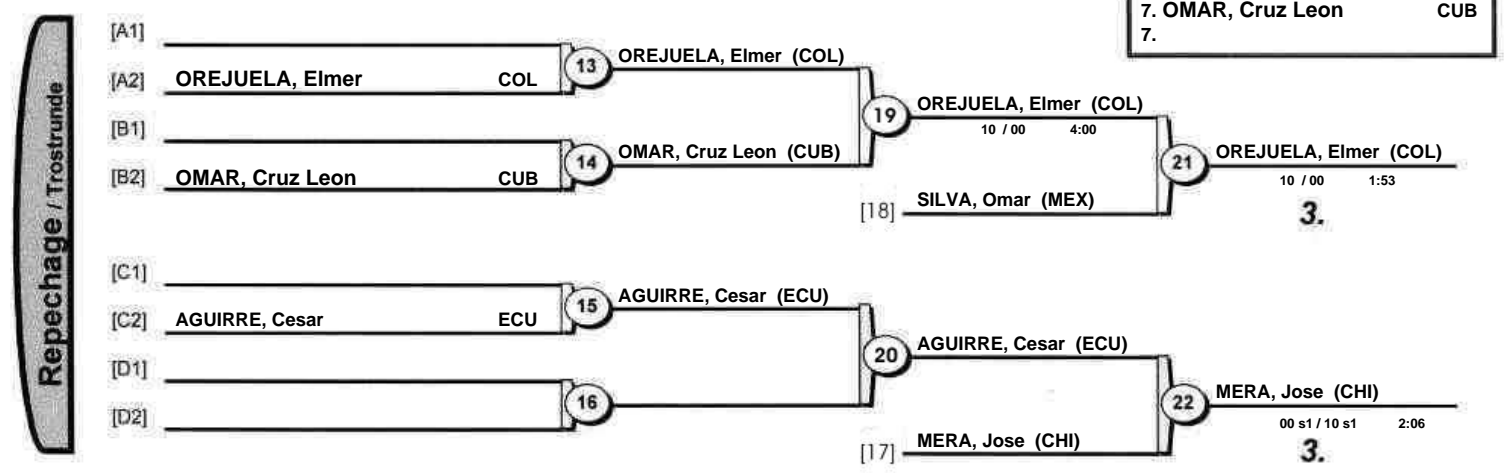 7. OMAR, Cruz Leon CUB
7.
Repechage / Trostrunde
[A1]
[A2] OREJUELA, Elmer COL
13 OREJUELA, Elmer (COL)
[B1]
[B2] OMAR, Cruz Leon CUB
14 OMAR, Cruz Leon (CUB)
19 OREJUELA, Elmer (COL)
10 / 00 4:00
[18] SILVA, Omar (MEX)
21 OREJUELA, Elmer (COL)
10 / 00 1:53
3.
[C1]
[C2] AGUIRRE, Cesar ECU
15 AGUIRRE, Cesar (ECU)
[D1]
[D2]
16
20 AGUIRRE, Cesar (ECU)
[17] MERA, Jose (CHI)
22 MERA, Jose (CHI)
00 s1 / 10 s1 2:06
3.